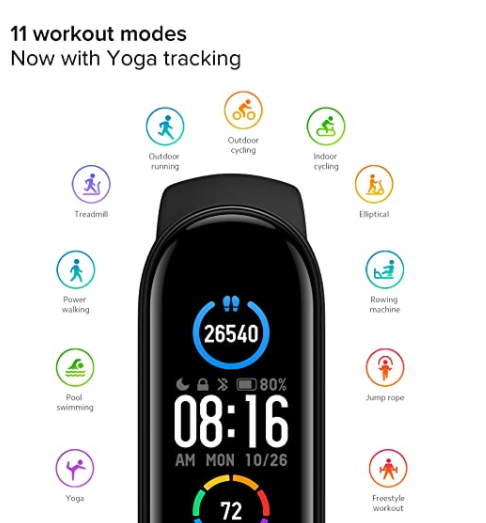 11 workout modes
Now with Yoga tracking
Outdoor
cycling
Outdoor
running
Indoor
cycling
Treadmill
Elliptical
Power
walking
Rowing
machine
26540
80%
Pool
swimming
Jump rope
08:16
AM MON 10/26
Yoga
72
Freestyle
workout